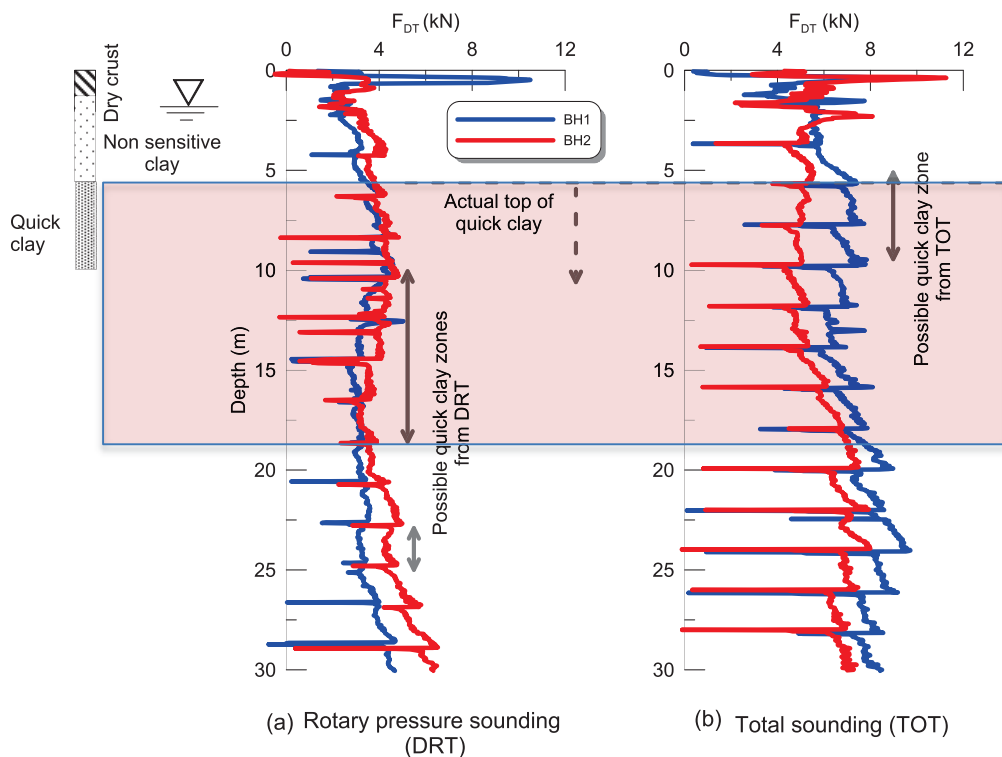 F_DT (kN)
0 4 8 12
F_DT (kN)
0 4 8 12
Dry crust
Non sensitive
clay
Quick
clay
BH1
BH2
Actual top of
quick clay
Depth (m)
0
5
10
15
20
25
30
Possible quick clay zones
from DRT
0
5
10
15
20
25
30
Possible quick clay zone
from TOT
(a) Rotary pressure sounding
(DRT)
(b) Total sounding (TOT)